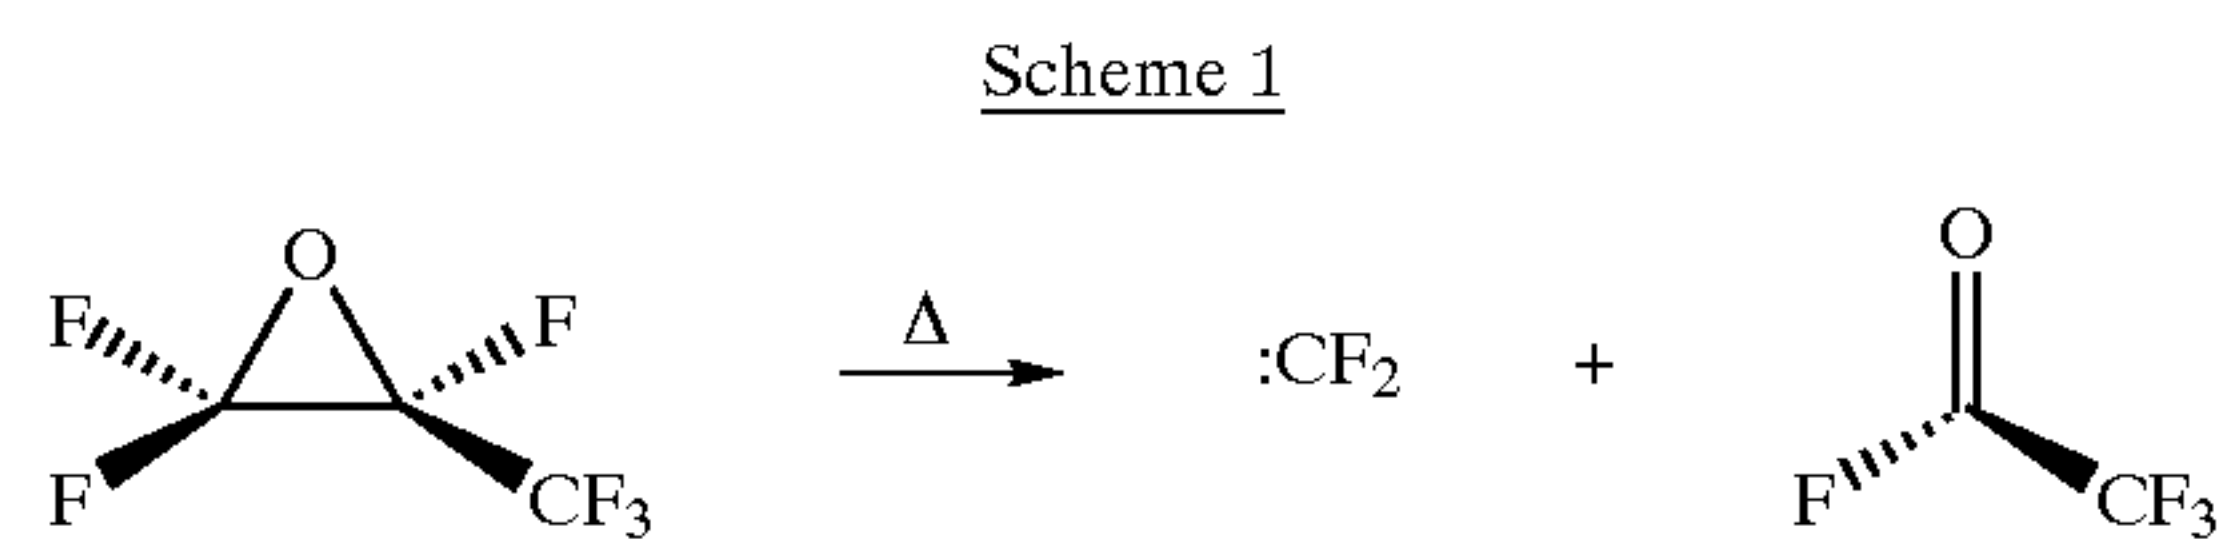 Scheme 1
O
F F Δ :CF₂ + O
F CF₃ F CF₃